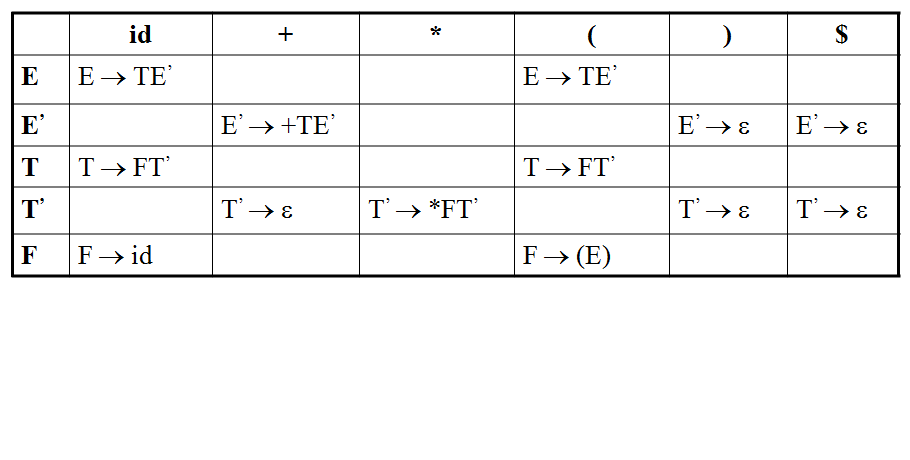 id + * ( ) $
E E → TE’ E → TE’
E’ E’ → +TE’ E’ → ε E’ → ε
T T → FT’ T → FT’
T’ T’ → ε T’ → *FT’ T’ → ε T’ → ε
F F → id F → (E)